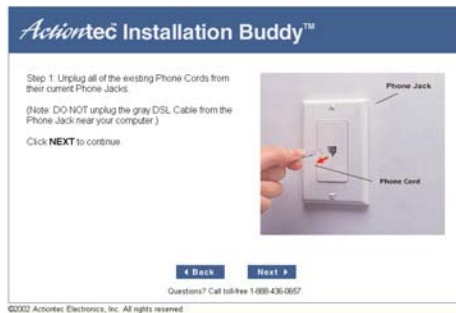 Actiontec Installation Buddy™
Step 1: Unplug all of the existing Phone Cords from
their current Phone Jacks.
(Note: DO NOT unplug the gray DSL Cable from the
Phone Jack near your computer.)
Click NEXT to continue.
Phone Jack
Phone Cord
Back
Next
Questions? Call toll-free 1-888-436-0657.
©2002 Actiontec Electronics, Inc. All rights reserved.